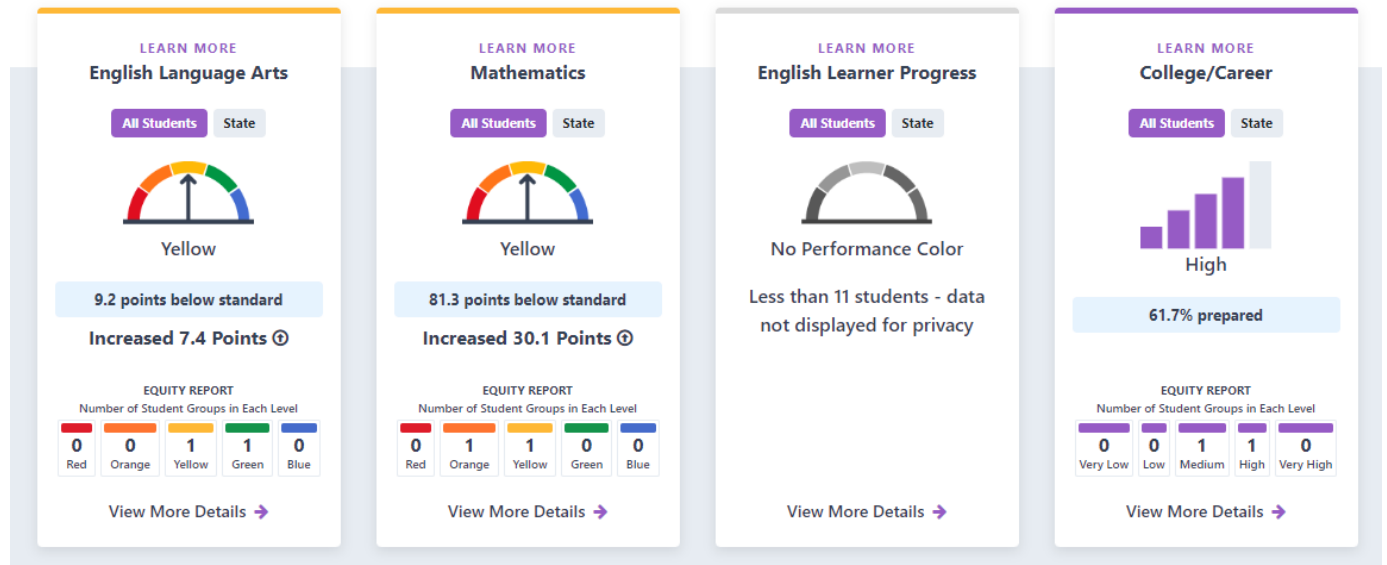 LEARN MORE
English Language Arts
All Students State
Yellow
9.2 points below standard
Increased 7.4 Points
EQUITY REPORT
Number of Student Groups in Each Level
0 0 1 1 0
Red Orange Yellow Green Blue
View More Details
LEARN MORE
Mathematics
All Students State
Yellow
81.3 points below standard
Increased 30.1 Points
EQUITY REPORT
Number of Student Groups in Each Level
0 1 1 0 0
Red Orange Yellow Green Blue
View More Details
LEARN MORE
English Learner Progress
All Students State
No Performance Color
Less than 11 students - data
not displayed for privacy
View More Details
LEARN MORE
College/Career
All Students State
High
61.7% prepared
EQUITY REPORT
Number of Student Groups in Each Level
0 0 1 1 0
Very Low Low Medium High Very High
View More Details